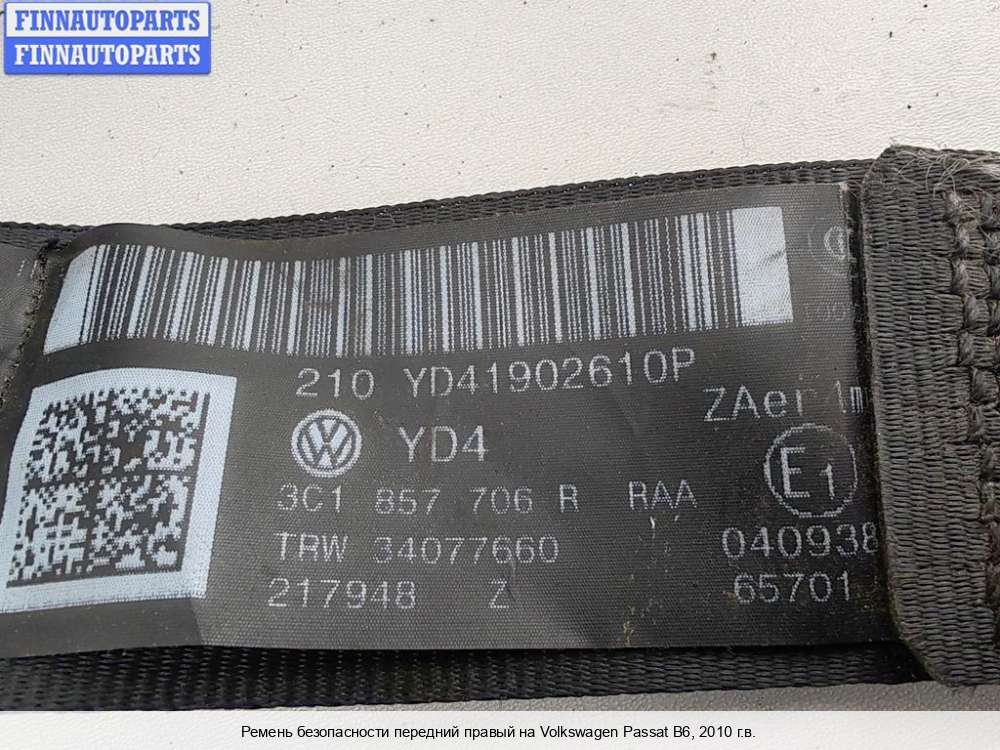 FINNAUTOPARTS
FINNAUTOPARTS
210 YD41902610P
ZAer 4m
YD4
E1
3C1 857 706 R RAA
TRW 34077660
040938
217948 Z
65701
Ремень безопасности передний правый на Volkswagen Passat B6, 2010 г.в.